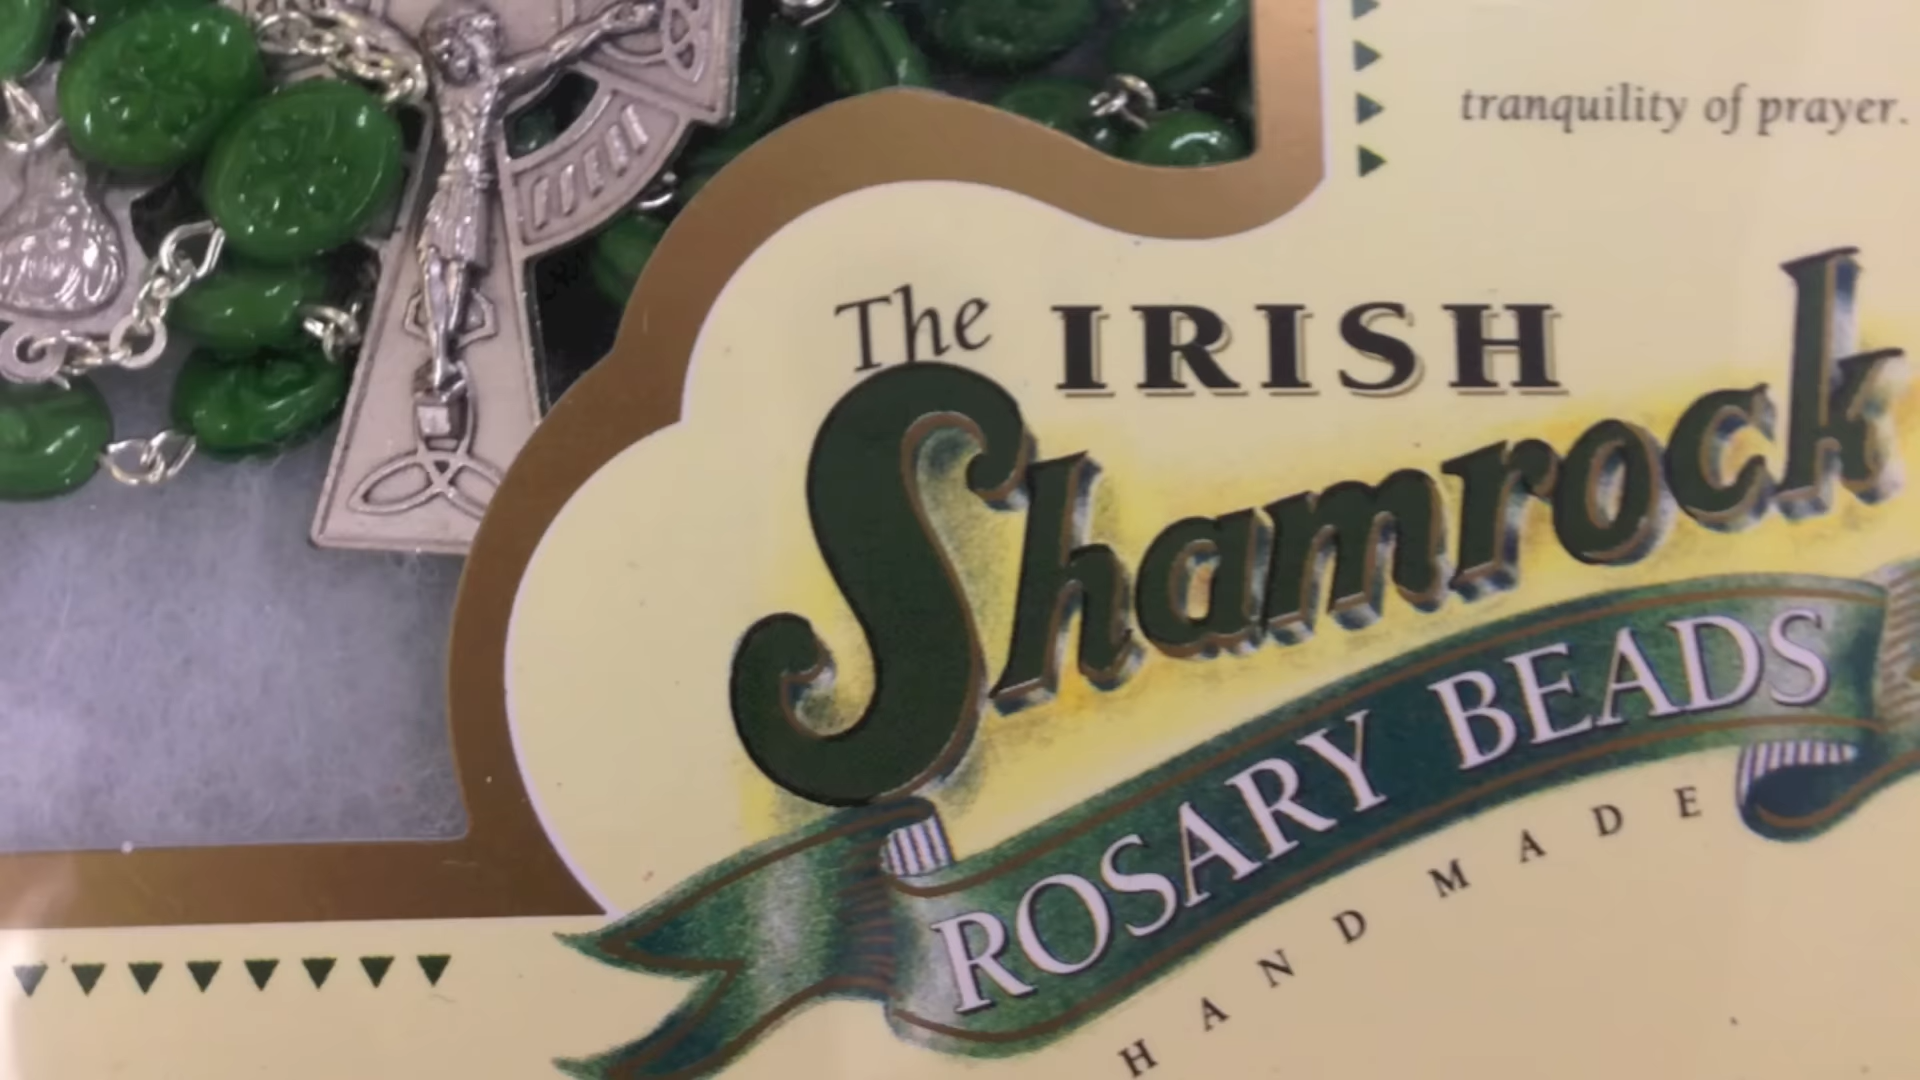 tranquility of prayer.
The IRISH
Shamrock
ROSARY BEADS
HANDMADE